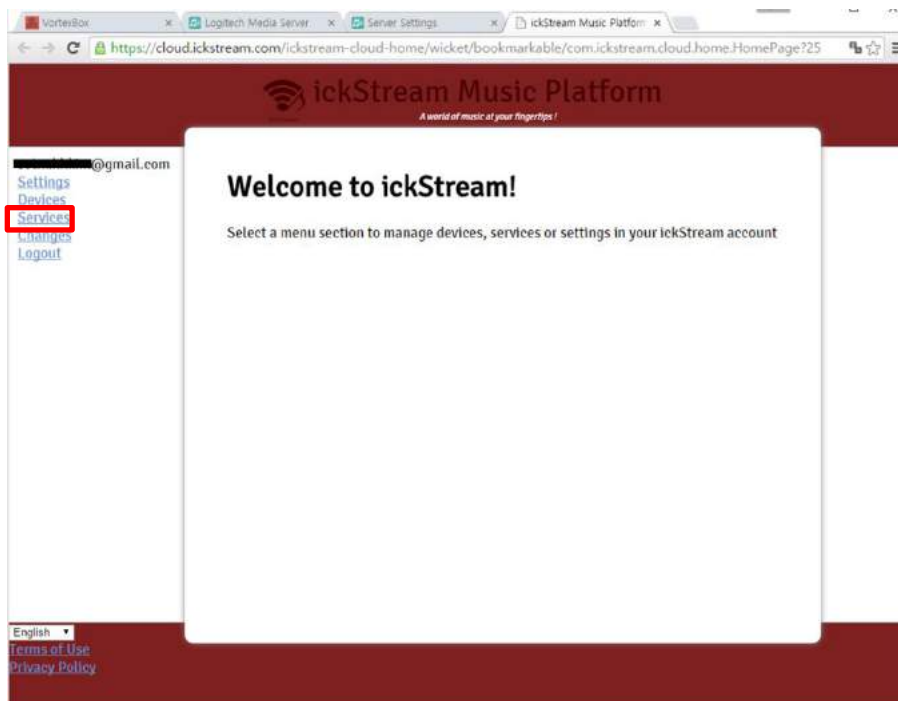 VortexBox
Logitech Media Server
Server Settings
ickStream Music Platform
https://cloud.ickstream.com/ickstream-cloud-home/wicket/bookmarkable/com.ickstream.cloud.home.HomePage?25
ickStream Music Platform
A world of music at your fingertips !
@gmail.com
Settings
Devices
Services
Changes
Logout
Welcome to ickStream!
Select a menu section to manage devices, services or settings in your ickStream account
English
Terms of Use
Privacy Policy